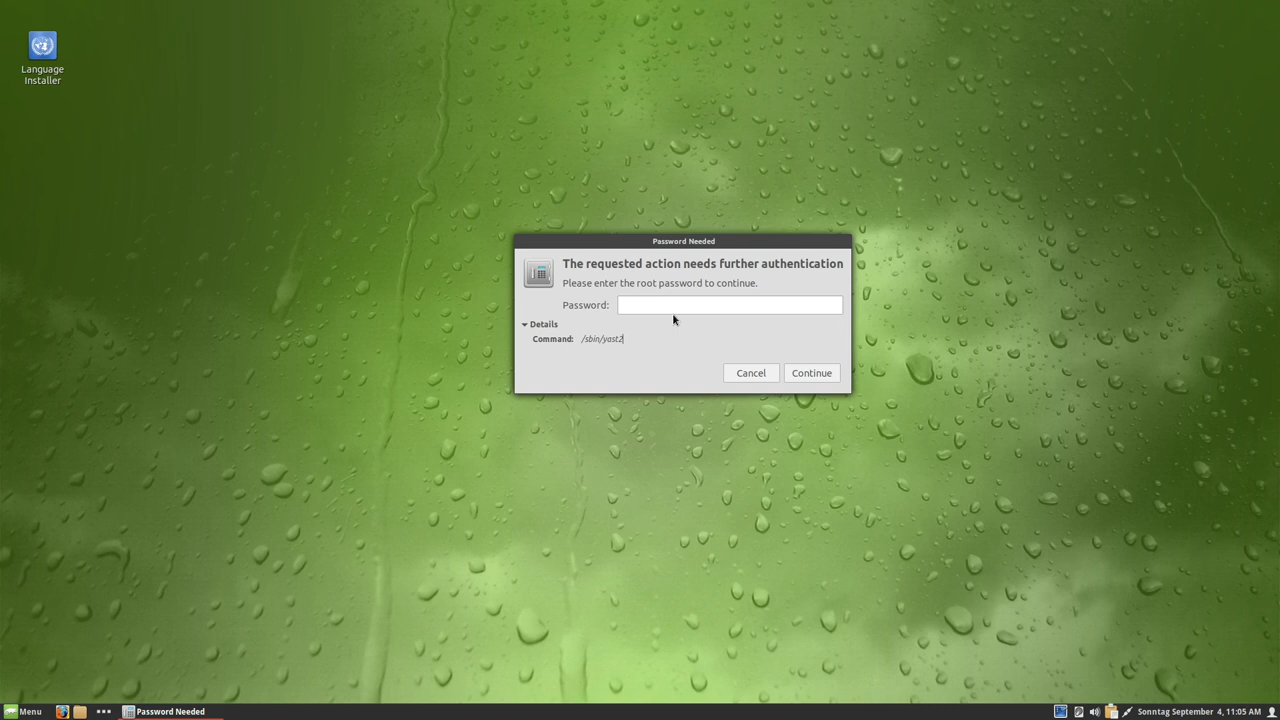 Language
Installer
Password Needed
The requested action needs further authentication
Please enter the root password to continue.
Password:
Details
Command: /sbin/yast2
Cancel
Continue
Menu
Password Needed
Sonntag September 4, 11:05 AM